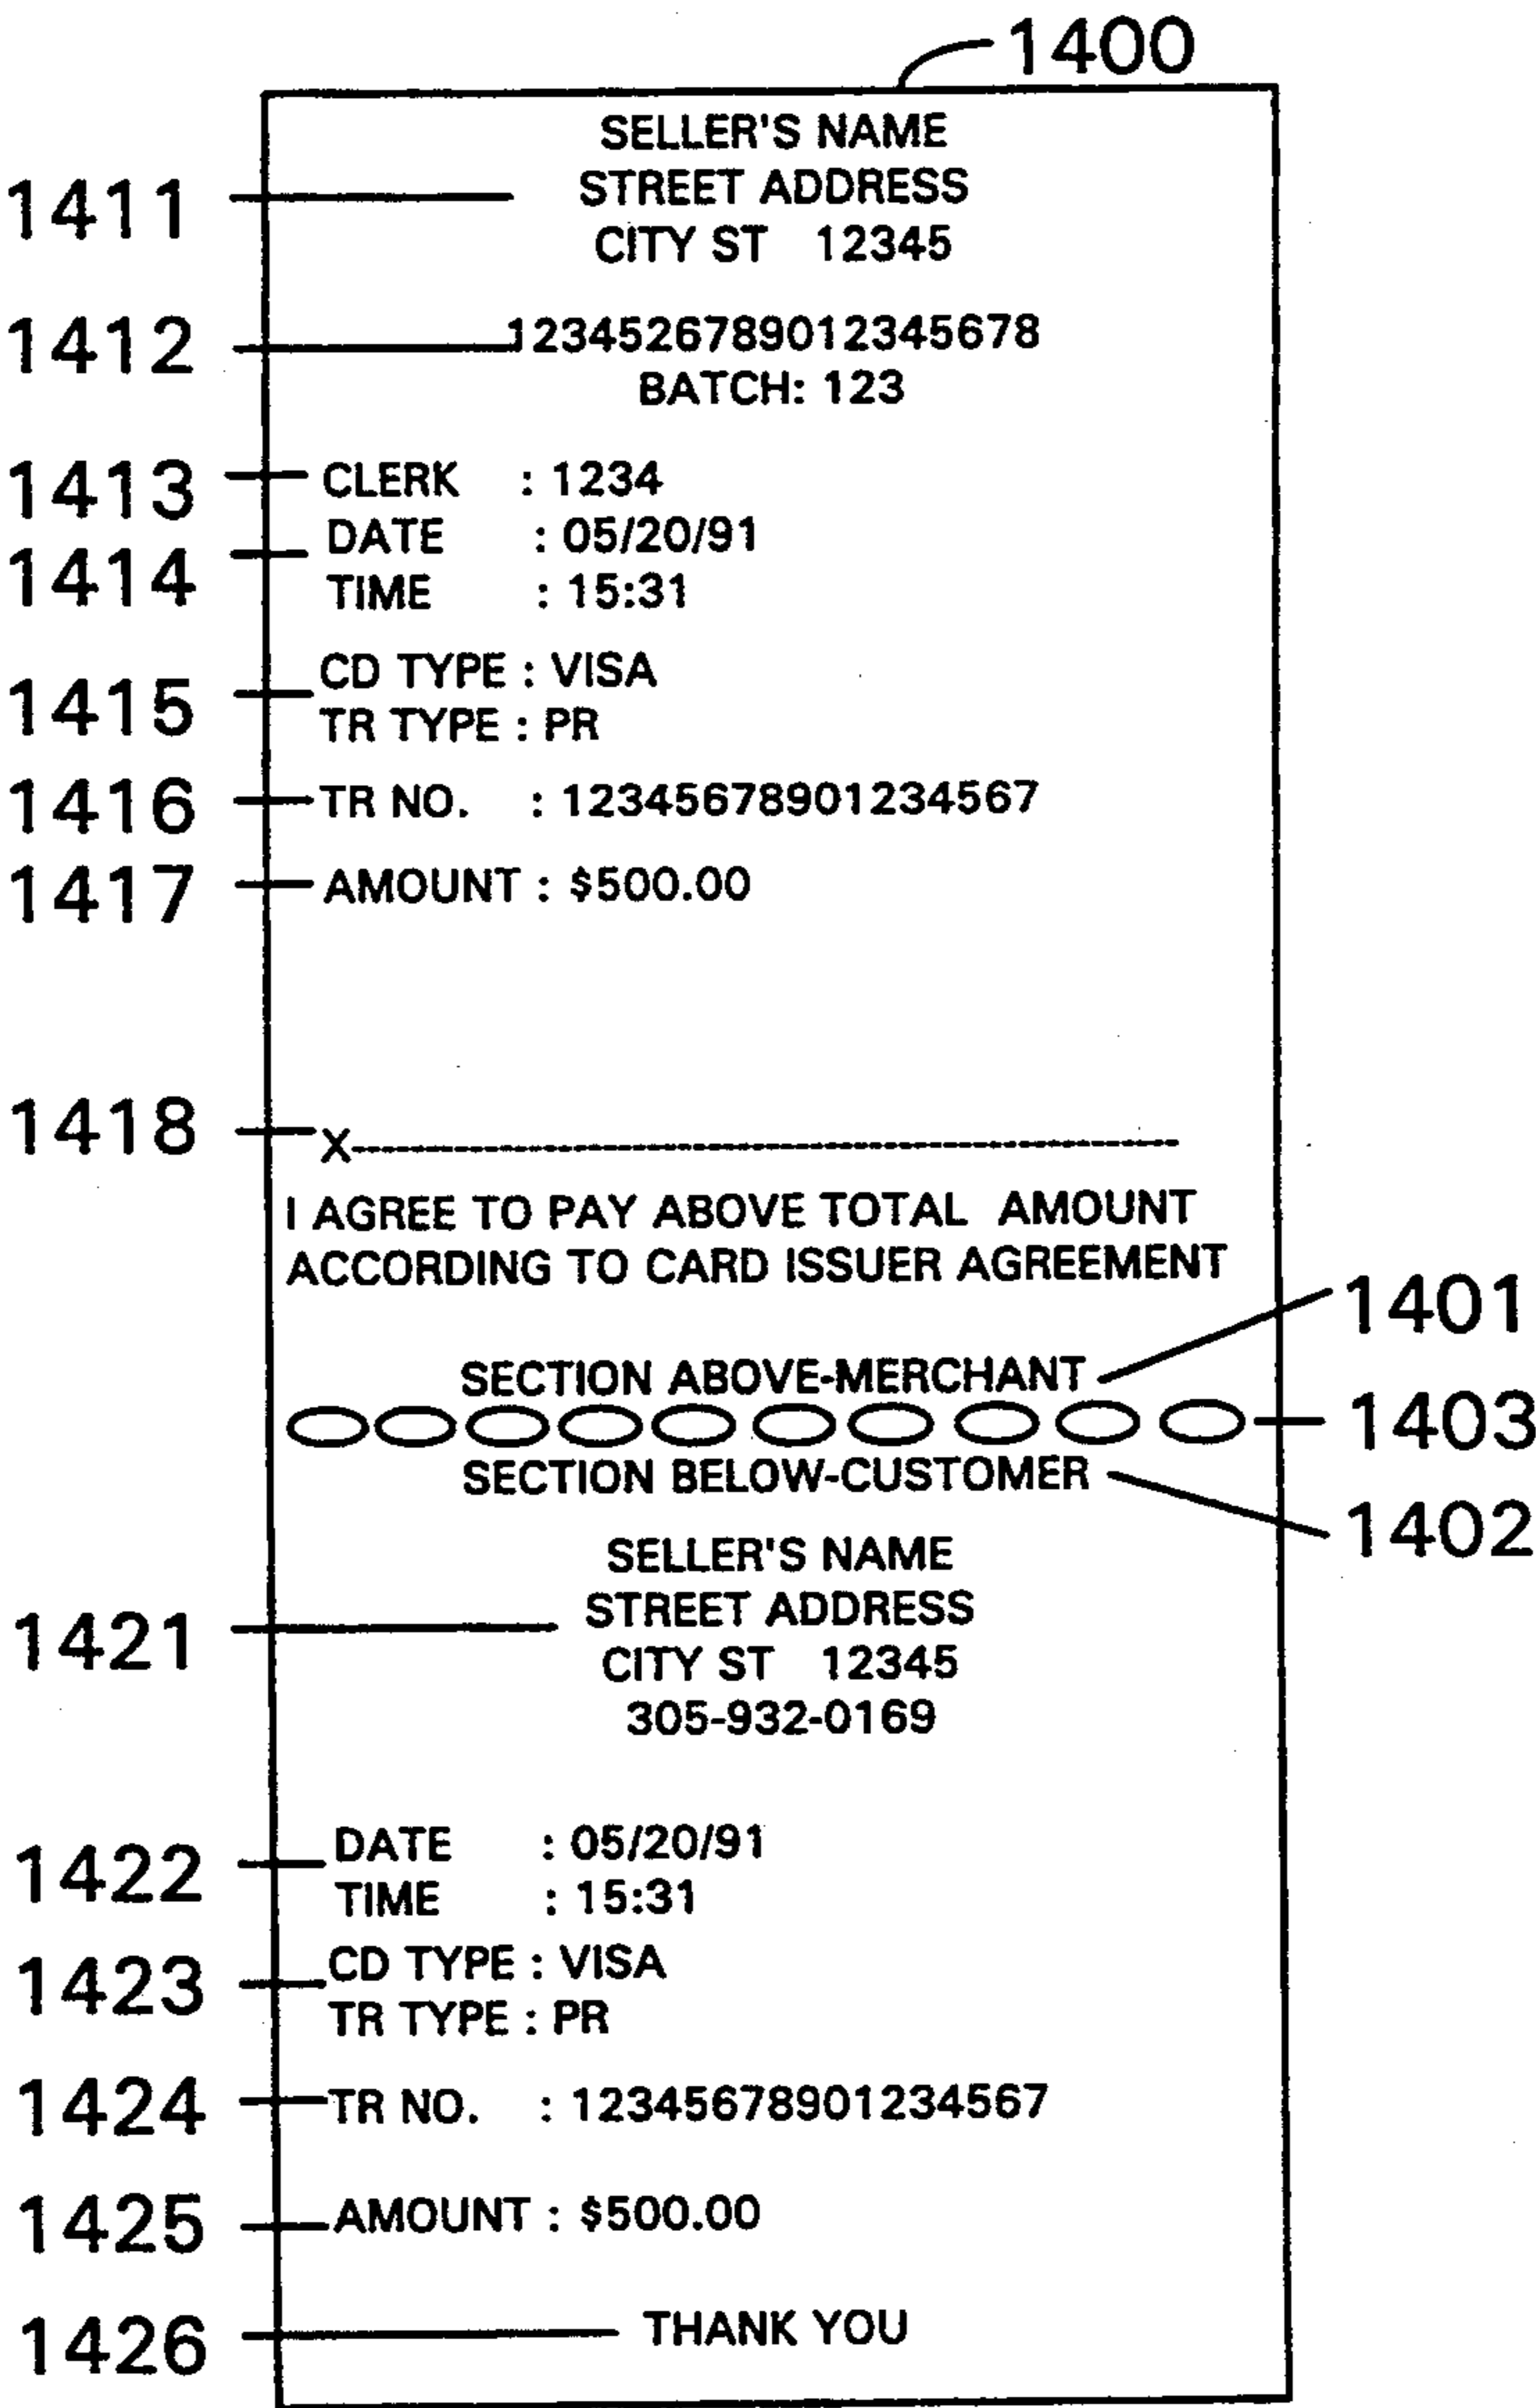 1400
SELLER'S NAME
1411 STREET ADDRESS
CITY ST 12345
1412 1234526789012345678
BATCH: 123
1413 CLERK : 1234
1414 DATE : 05/20/91
TIME : 15:31
CD TYPE : VISA
1415 TR TYPE : PR
1416 TR NO. : 12345678901234567
1417 AMOUNT : $500.00
1418 X
I AGREE TO PAY ABOVE TOTAL AMOUNT
ACCORDING TO CARD ISSUER AGREEMENT
1401
SECTION ABOVE-MERCHANT
1403
SECTION BELOW-CUSTOMER
1402
SELLER'S NAME
STREET ADDRESS
1421
CITY ST 12345
305-932-0169
DATE : 05/20/91
1422
TIME : 15:31
CD TYPE : VISA
1423
TR TYPE : PR
1424 TR NO. : 12345678901234567
1425 AMOUNT : $500.00
1426 THANK YOU